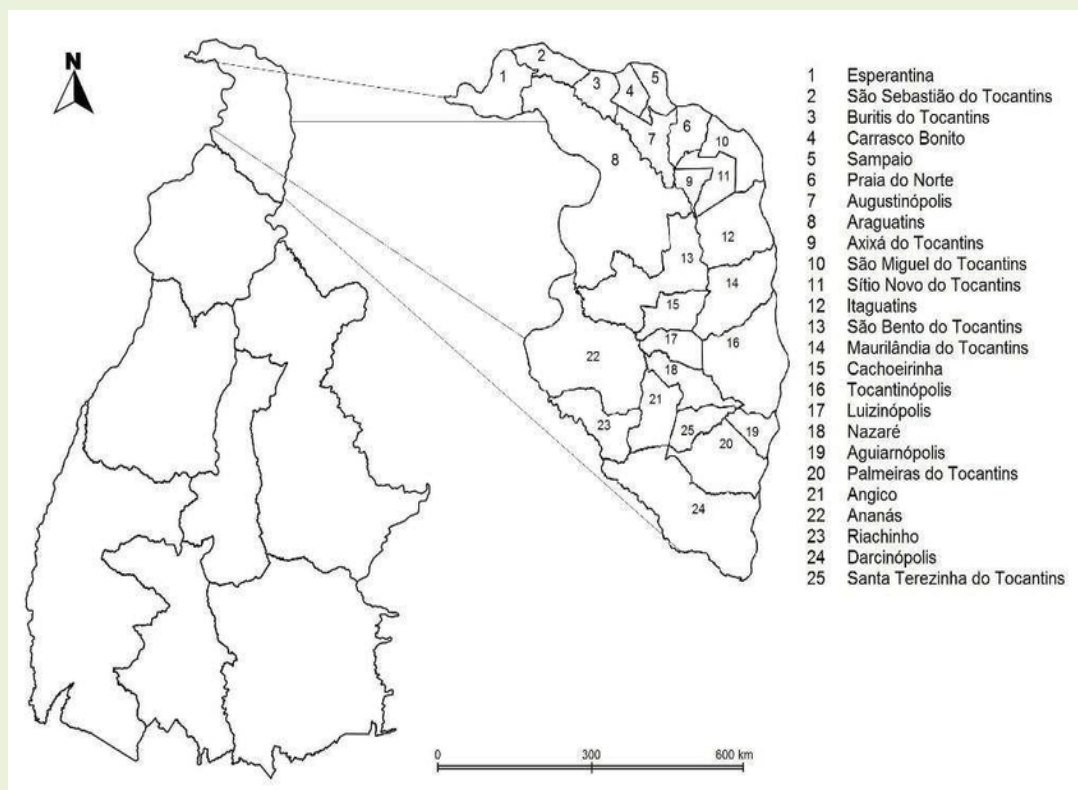 N
1
2
3
4
5
6
7
8
9
10
11
12
13
14
15
16
17
18
19
20
21
22
23
24
25
1 Esperantina
2 São Sebastião do Tocantins
3 Buritis do Tocantins
4 Carrasco Bonito
5 Sampaio
6 Praia do Norte
7 Augustinópolis
8 Araguatins
9 Axixá do Tocantins
10 São Miguel do Tocantins
11 Sítio Novo do Tocantins
12 Itaguatins
13 São Bento do Tocantins
14 Maurilândia do Tocantins
15 Cachoeirinha
16 Tocantinópolis
17 Luizinópolis
18 Nazaré
19 Aguiarnópolis
20 Palmeiras do Tocantins
21 Angico
22 Ananás
23 Riachinho
24 Darcinópolis
25 Santa Terezinha do Tocantins
0 300 600 km